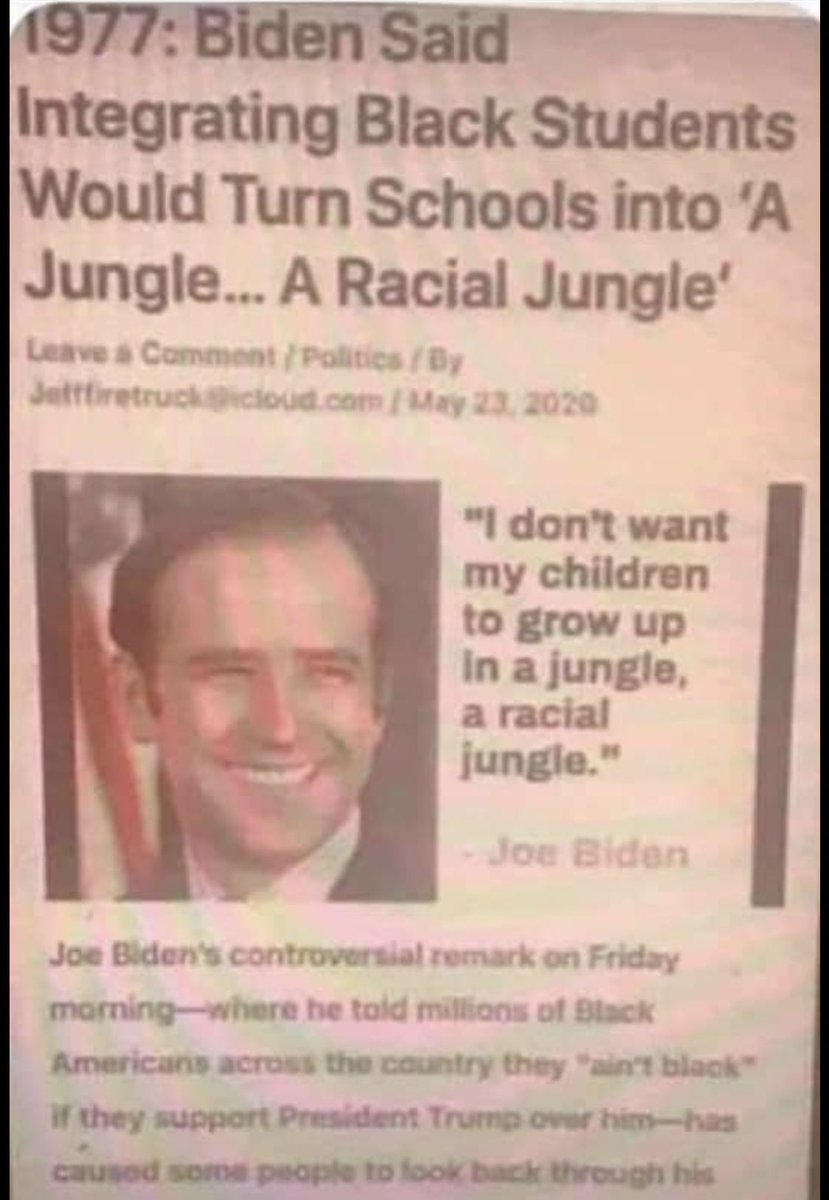 1977: Biden Said
Integrating Black Students
Would Turn Schools into ‘A
Jungle... A Racial Jungle’
Leave a Comment / Politics / By
Jefffiretruck@icloud.com / May 23, 2020
"I don't want
my children
to grow up
in a jungle,
a racial
jungle."
- Joe Biden
Joe Biden's controversial remark on Friday
morning—where he told millions of Black
Americans across the country they "ain't black"
if they support President Trump over him—has
caused some people to look back through his